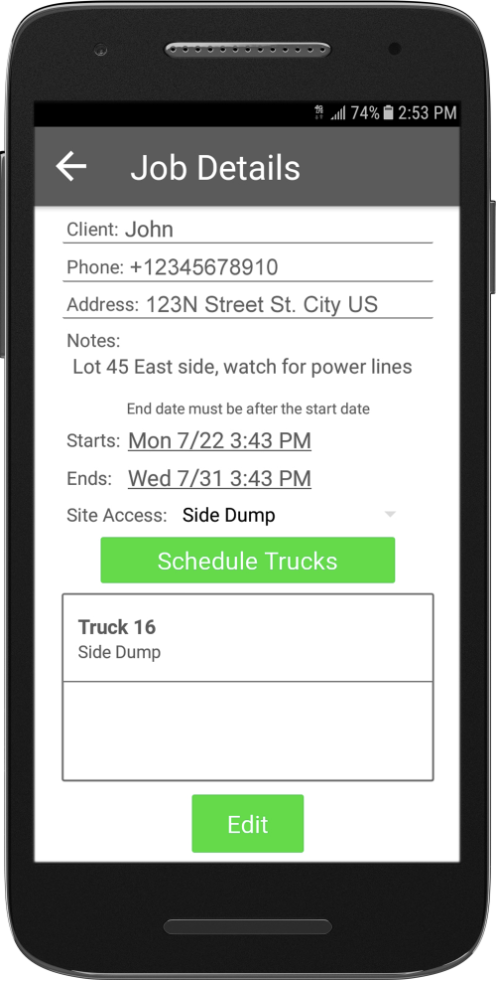 74% 2:53 PM
Job Details
Client: John
Phone: +12345678910
Address: 123N Street St. City US
Notes:
Lot 45 East side, watch for power lines
End date must be after the start date
Starts: Mon 7/22 3:43 PM
Ends: Wed 7/31 3:43 PM
Site Access: Side Dump
Schedule Trucks
Truck 16
Side Dump
Edit